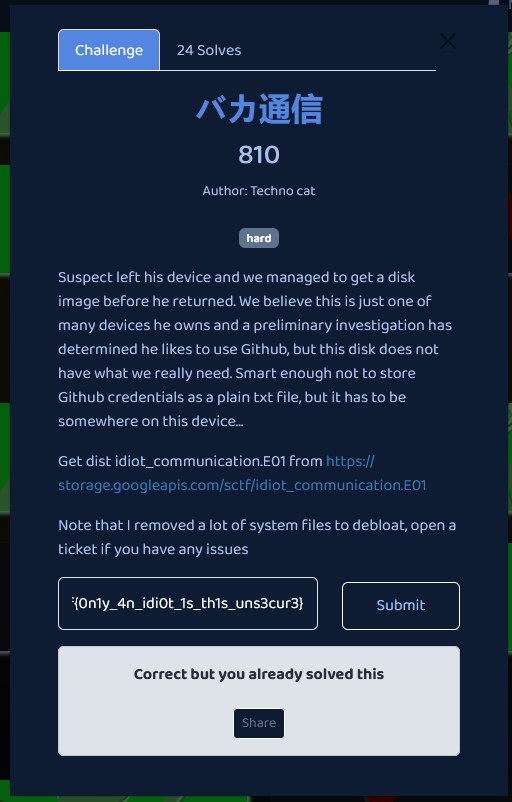 Challenge
24 Solves
バカ通信
810
Author: Techno cat
hard
Suspect left his device and we managed to get a disk
image before he returned. We believe this is just one of
many devices he owns and a preliminary investigation has
determined he likes to use Github, but this disk does not
have what we really need. Smart enough not to store
Github credentials as a plain txt file, but it has to be
somewhere on this device...
Get dist idiot_communication.E01 from https://
storage.googleapis.com/sctf/idiot_communication.E01
Note that I removed a lot of system files to debloat, open a
ticket if you have any issues
{0n1y_4n_idi0t_1s_th1s_uns3cur3}
Submit
Correct but you already solved this
Share